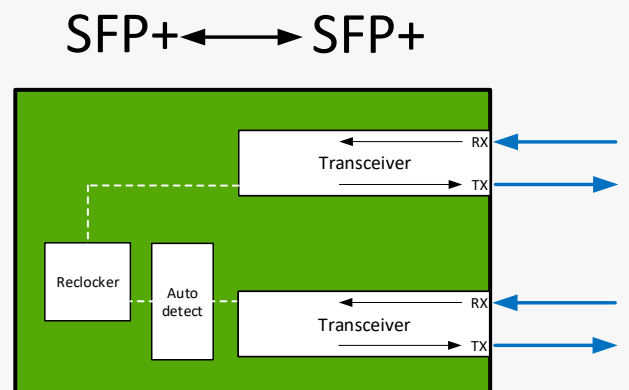 SFP+ SFP+
RX
Transceiver
TX
Reclocker
Auto
detect
RX
Transceiver
TX